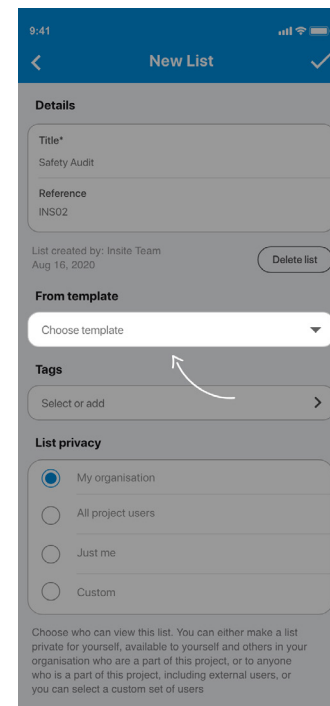 9:41
New List
Details
Title*
Safety Audit
Reference
INS02
List created by: Insite Team
Aug 16, 2020
Delete list
From template
Choose template
Tags
Select or add
List privacy
My organisation
All project users
Just me
Custom
Choose who can view this list. You can either make a list
private for yourself, available to yourself and others in your
organisation who are a part of this project, or to anyone
who is a part of this project, including external users, or
you can select a custom set of users